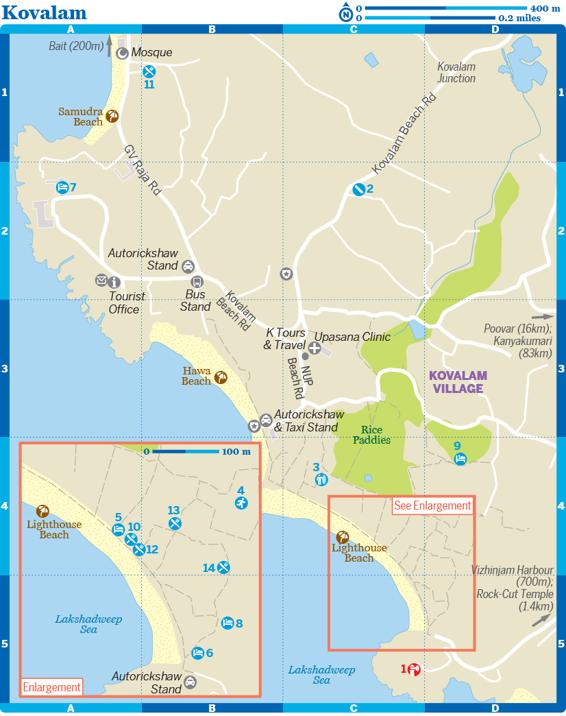 Kovalam
N
0 400 m
0 0.2 miles
A B C D
Bait (200m)
Mosque
Kovalam
Junction
1 1
11
Samudra
Beach
GV Raja Rd
Kovalam Beach Rd
7
2
2 2
Autorickshaw
Stand
Tourist
Office
Bus
Stand
Kovalam
Beach Rd
K Tours
& Travel
Upasana Clinic
Poovar (16km);
Kanyakumari
(83km)
3 3
NUP
Beach Rd
Hawa
Beach
KOVALAM
VILLAGE
Autorickshaw
& Taxi Stand
Rice
Paddies
9
0 100 m
3
4
See Enlargement
4
13
Lighthouse
Beach
5
10
12
Lighthouse
Beach
14
Vizhinjam Harbour
(700m);
Rock-Cut Temple
(1.4km)
Lakshadweep
Sea
8
5
6
Lakshadweep
Sea
1
Autorickshaw
Stand
Enlargement
A B C D